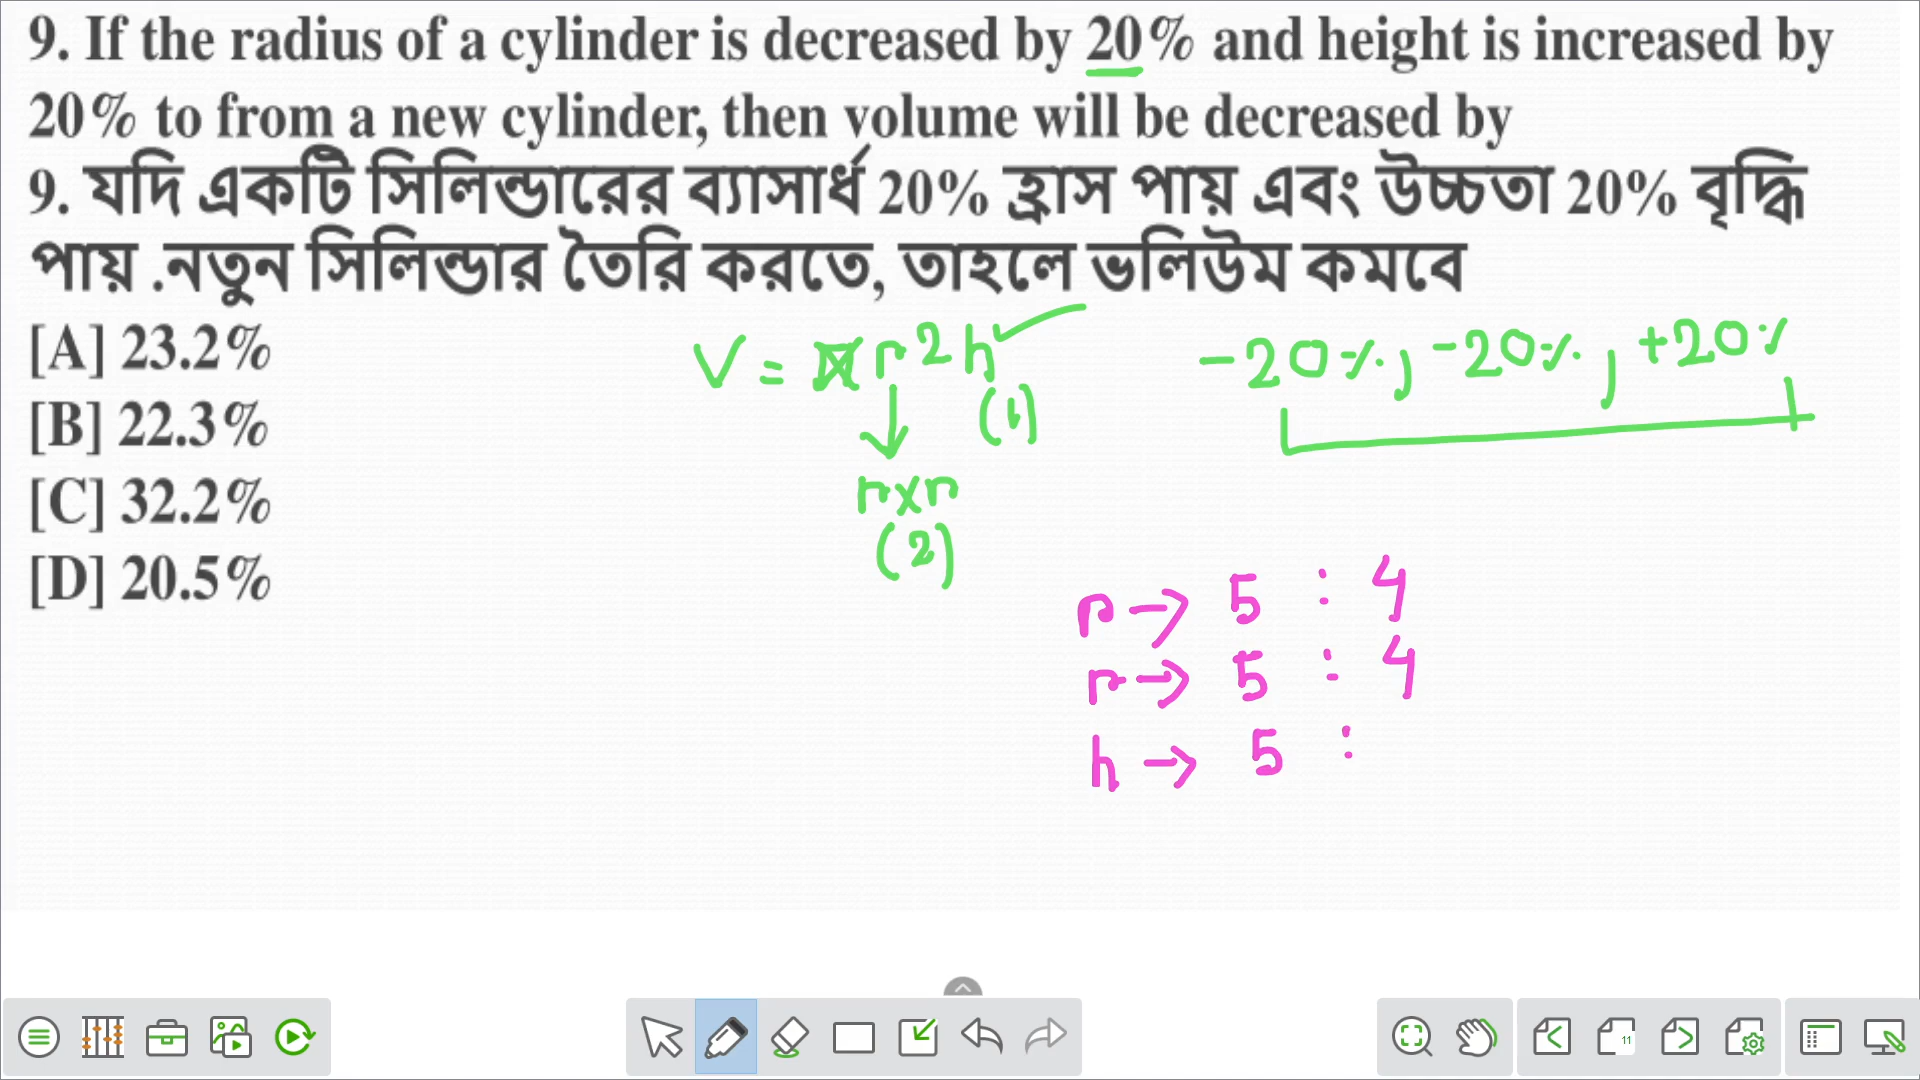 9. If the radius of a cylinder is decreased by 20% and height is increased by
20% to from a new cylinder, then volume will be decreased by
9. যদি একটি সিলিন্ডারের ব্যাসার্ধ 20% হ্রাস পায় এবং উচ্চতা 20% বৃদ্ধি
পায় .নতুন সিলিন্ডার তৈরি করতে, তাহলে ভলিউম কমবে
[A] 23.2%
[B] 22.3%
[C] 32.2%
[D] 20.5%
V = π r 2 h
(1)
r×r
(2)
-20%, -20%, +20%
r → 5 : 4
r → 5 : 4
h → 5 :
11